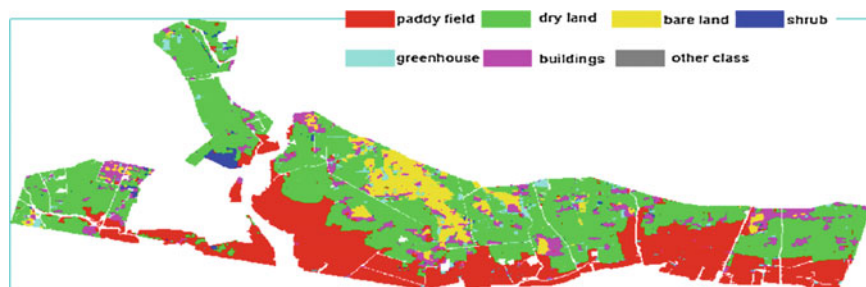 paddy field dry land bare land shrub
greenhouse buildings other class